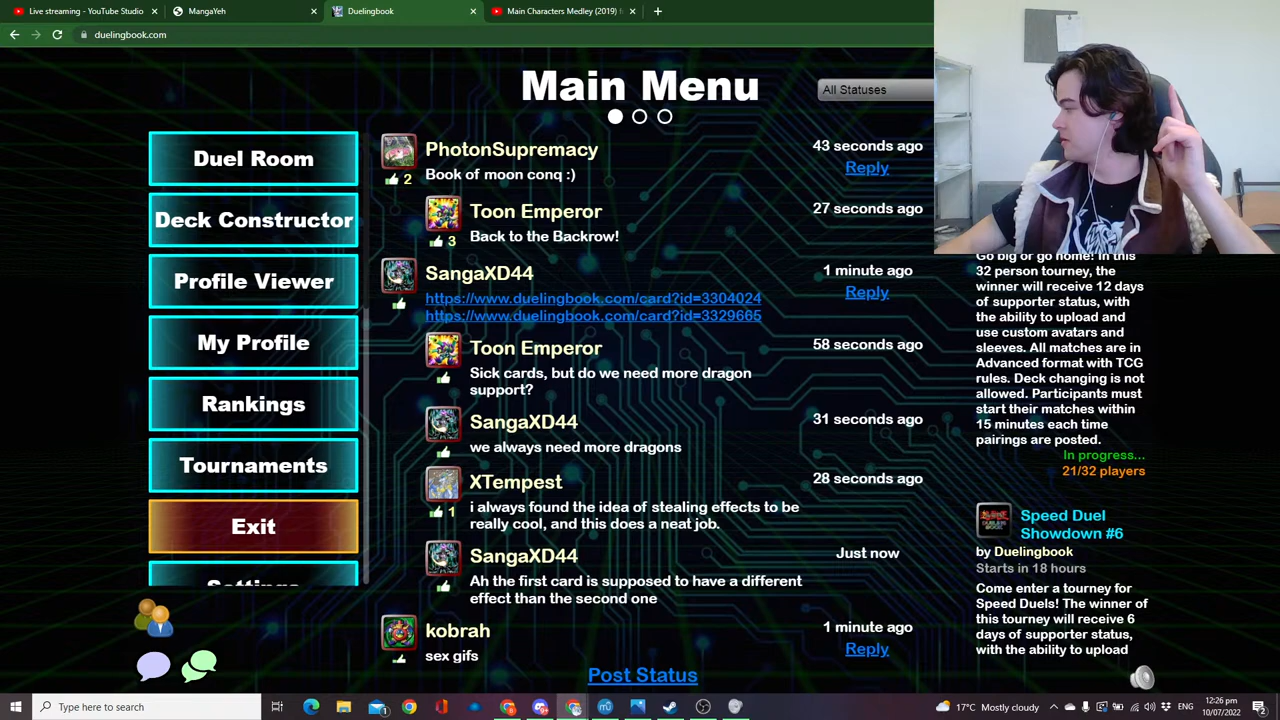 Live streaming - YouTube Studio
MangaYeh
Duelingbook
Main Characters Medley (2019) f
duelingbook.com
Main Menu
All Statuses
Duel Room
Deck Constructor
Profile Viewer
My Profile
Rankings
Tournaments
Exit
Settings
PhotonSupremacy
43 seconds ago
2
Book of moon conq :)
Reply
Toon Emperor
27 seconds ago
3
Back to the Backrow!
SangaXD44
1 minute ago
https://www.duelingbook.com/card?id=3304024
Reply
https://www.duelingbook.com/card?id=3329665
Toon Emperor
58 seconds ago
Sick cards, but do we need more dragon
support?
SangaXD44
31 seconds ago
we always need more dragons
XTempest
28 seconds ago
1
i always found the idea of stealing effects to be
really cool, and this does a neat job.
SangaXD44
Just now
Ah the first card is supposed to have a different
effect than the second one
kobrah
1 minute ago
sex gifs
Reply
Post Status
Go big or go home! In this
32 person tourney, the
winner will receive 12 days
of supporter status, with
the ability to upload and
use custom avatars and
sleeves. All matches are in
Advanced format with TCG
rules. Deck changing is not
allowed. Participants must
start their matches within
15 minutes each time
pairings are posted.
In progress...
21/32 players
Speed Duel
Showdown #6
by Duelingbook
Starts in 18 hours
Come enter a tourney for
Speed Duels! The winner of
this tourney will receive 6
days of supporter status,
with the ability to upload
Type here to search
17°C Mostly cloudy
ENG
12:26 pm
10/07/2022